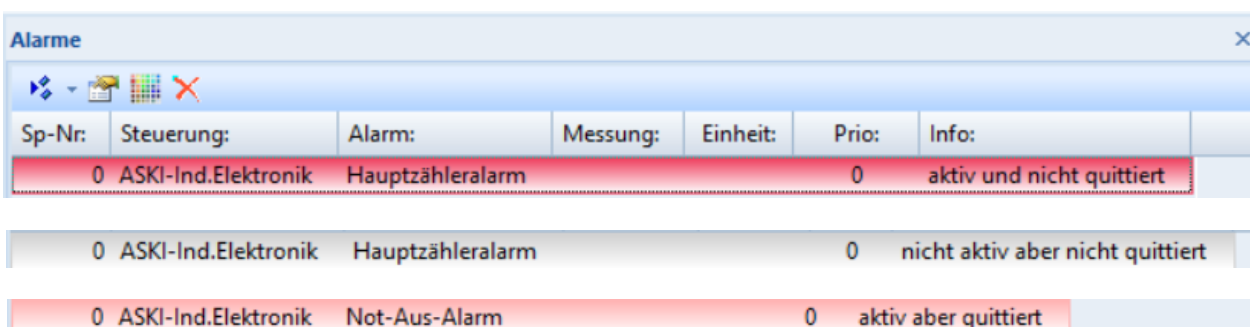 Alarme
Sp-Nr: Steuerung: Alarm: Messung: Einheit: Prio: Info:
0 ASKI-Ind.Elektronik Hauptzähleralarm 0 aktiv und nicht quittiert
0 ASKI-Ind.Elektronik Hauptzähleralarm 0 nicht aktiv aber nicht quittiert
0 ASKI-Ind.Elektronik Not-Aus-Alarm 0 aktiv aber quittiert